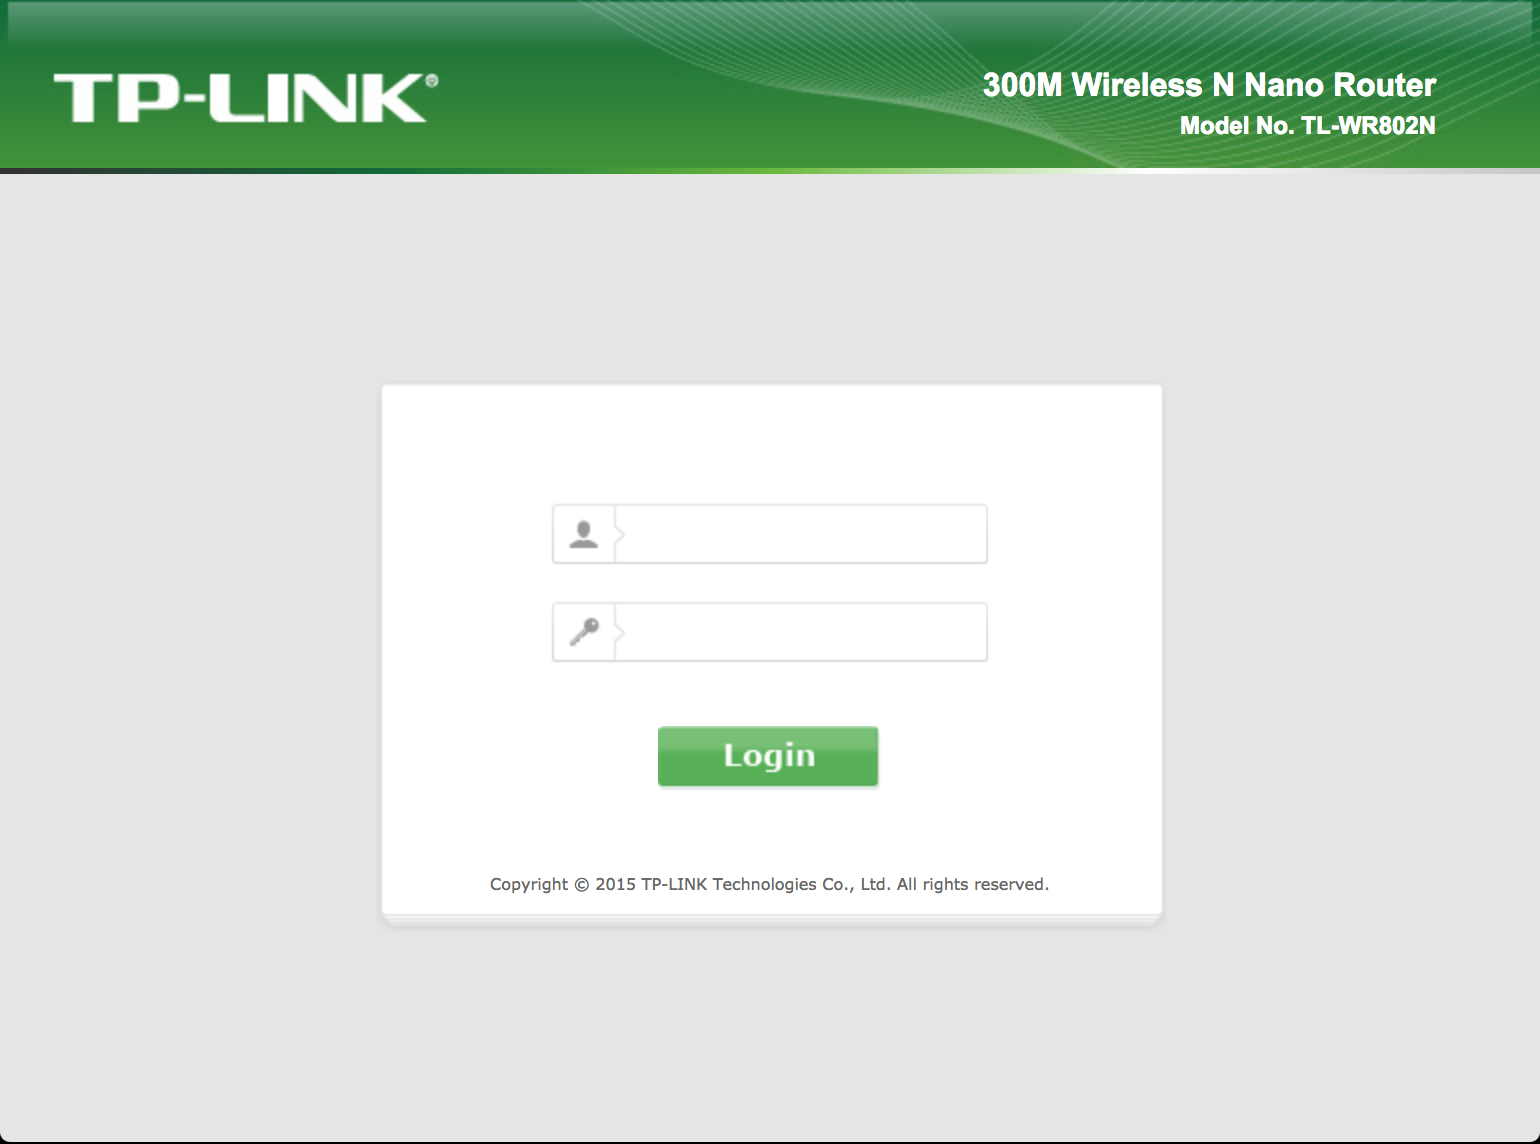 TP-LINK®
300M Wireless N Nano Router
Model No. TL-WR802N
Login
Copyright © 2015 TP-LINK Technologies Co., Ltd. All rights reserved.